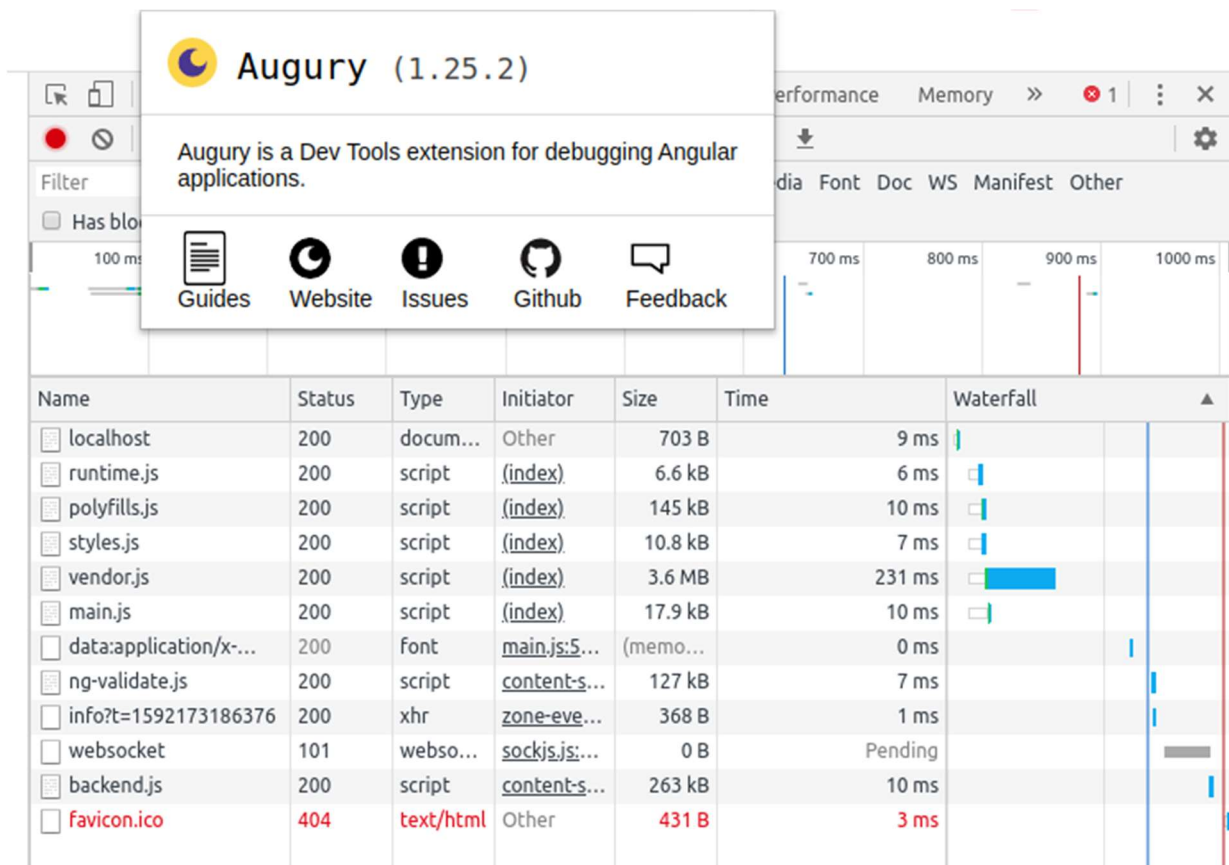 Augury (1.25.2)
Augury is a Dev Tools extension for debugging Angular
applications.
Guides Website Issues Github Feedback
erformance Memory » 1
Filter
dia Font Doc WS Manifest Other
Has blo
100 ms 700 ms 800 ms 900 ms 1000 ms
Name Status Type Initiator Size Time Waterfall
localhost 200 docum... Other 703 B 9 ms
runtime.js 200 script (index) 6.6 kB 6 ms
polyfills.js 200 script (index) 145 kB 10 ms
styles.js 200 script (index) 10.8 kB 7 ms
vendor.js 200 script (index) 3.6 MB 231 ms
main.js 200 script (index) 17.9 kB 10 ms
data:application/x-... 200 font main.js:5... (memo... 0 ms
ng-validate.js 200 script content-s... 127 kB 7 ms
info?t=1592173186376 200 xhr zone-eve... 368 B 1 ms
websocket 101 webso... sockjs.js:... 0 B Pending
backend.js 200 script content-s... 263 kB 10 ms
favicon.ico 404 text/html Other 431 B 3 ms